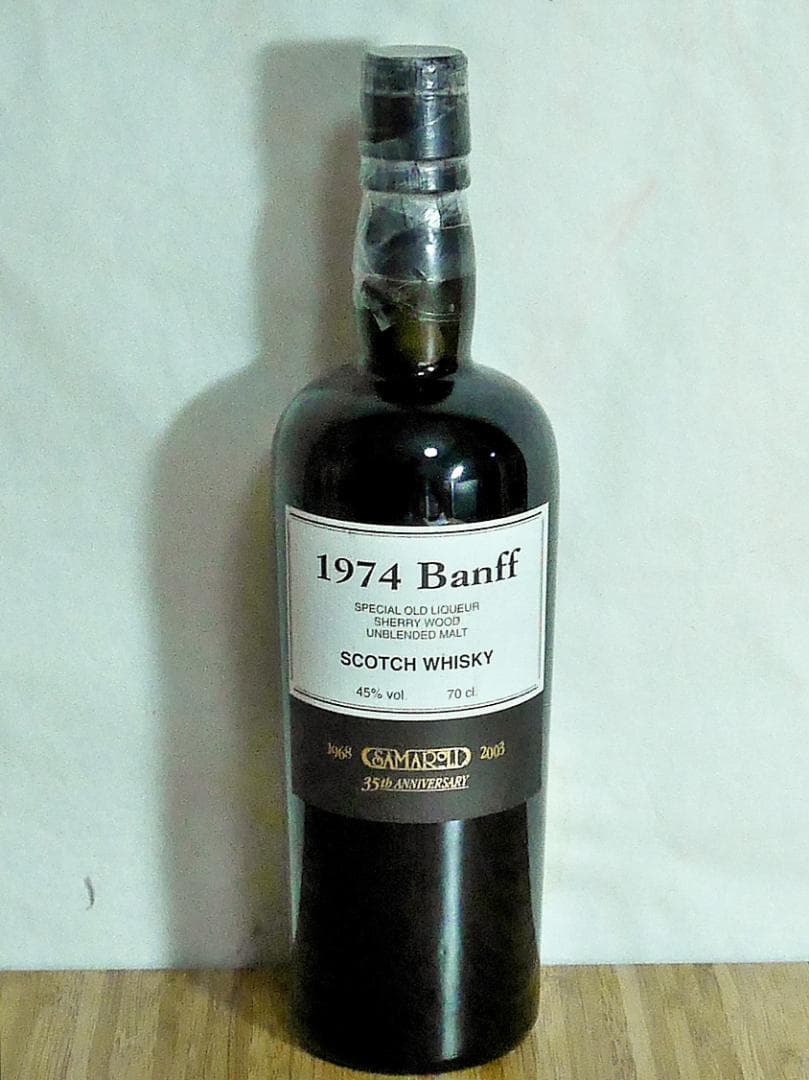 1974 Banff
SPECIAL OLD LIQUEUR
SHERRY WOOD
UNBLENDED MALT
SCOTCH WHISKY
45% vol. 70 cl.
1968 SAMAROLI 2003
35th ANNIVERSARY